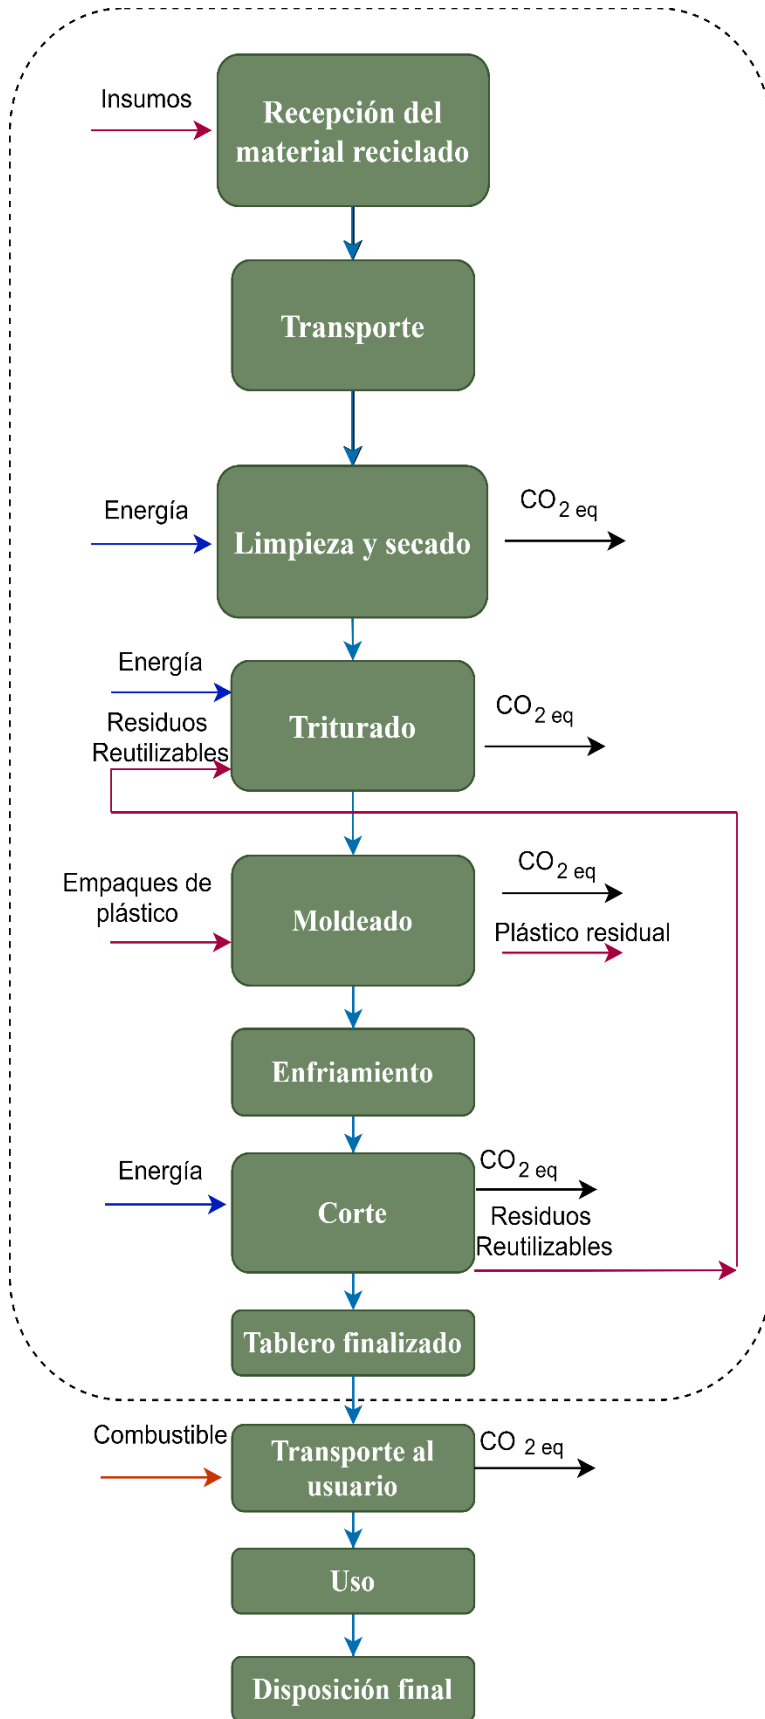 Insumos
Recepción del
material reciclado
Transporte
Energía
Limpieza y secado
CO2 eq
Energía
Residuos
Reutilizables
Triturado
CO2 eq
Empaques de
plástico
Moldeado
CO2 eq
Plástico residual
Enfriamiento
Energía
Corte
CO2 eq
Residuos
Reutilizables
Tablero finalizado
Combustible
Transporte al
usuario
CO 2 eq
Uso
Disposición final